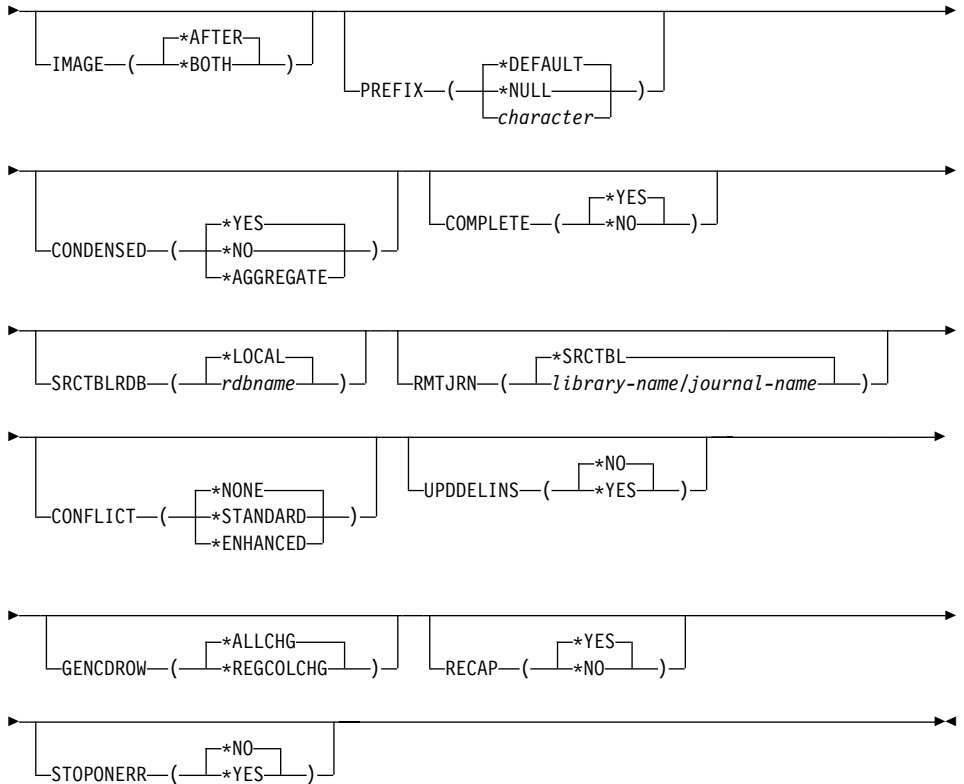 *AFTER
IMAGE ( *BOTH )
*DEFAULT
PREFIX ( *NULL )
character
*YES
CONDENSED ( *NO )
*AGGREGATE
*YES
COMPLETE ( *NO )
*LOCAL
SRCTBLRDB ( rdbname )
*SRCTBL
RMTJRN ( library-name/journal-name )
*NONE
CONFLICT ( *STANDARD )
*ENHANCED
*NO
UPDDELINS ( *YES )
*ALLCHG
GENCDROW ( *REGCOLCHG )
*YES
RECAP ( *NO )
*NO
STOPONERR ( *YES )